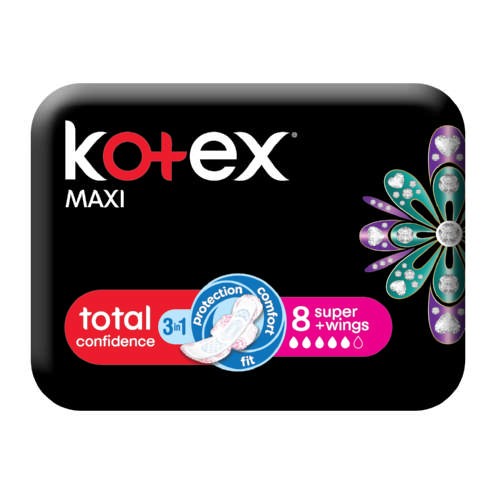 kotex®
MAXI
total
confidence
3in1
protection
comfort
fit
8 super
+wings